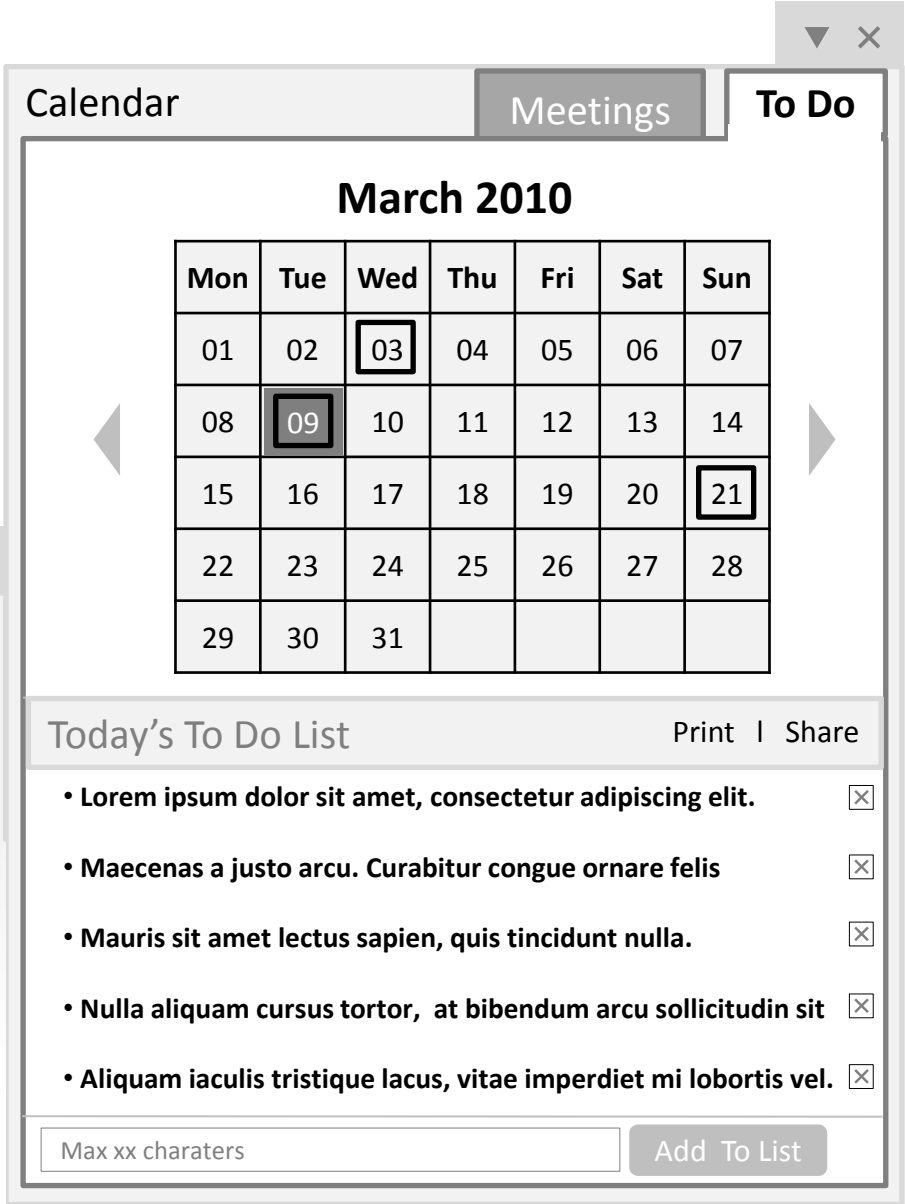 Calendar
Meetings
To Do
March 2010
Mon Tue Wed Thu Fri Sat Sun
01 02 03 04 05 06 07
08 09 10 11 12 13 14
15 16 17 18 19 20 21
22 23 24 25 26 27 28
29 30 31
Today’s To Do List
Print l Share
• Lorem ipsum dolor sit amet, consectetur adipiscing elit.
• Maecenas a justo arcu. Curabitur congue ornare felis
• Mauris sit amet lectus sapien, quis tincidunt nulla.
• Nulla aliquam cursus tortor,  at bibendum arcu sollicitudin sit
• Aliquam iaculis tristique lacus, vitae imperdiet mi lobortis vel.
Max xx charaters
Add  To List